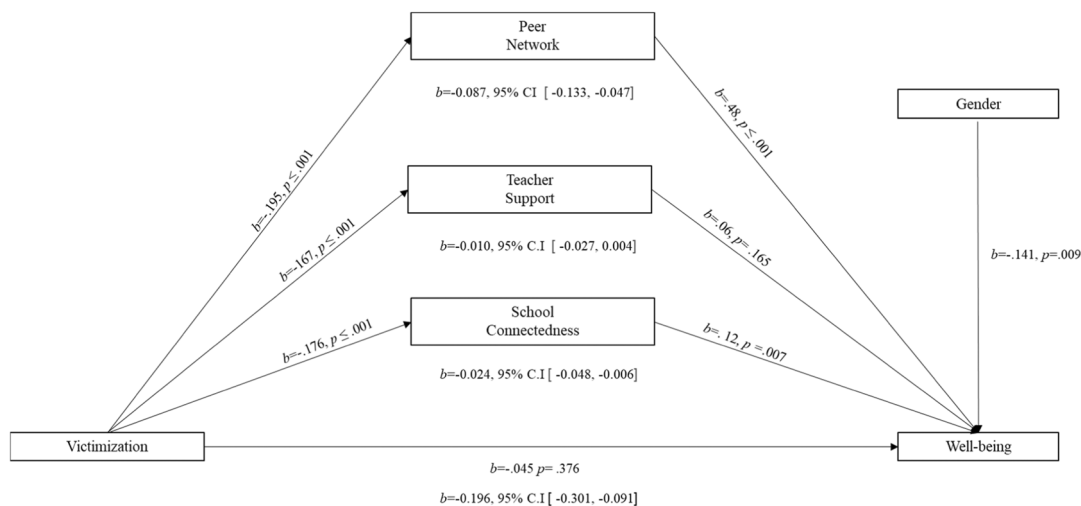 Peer
Network
b=-0.087, 95% CI [ -0.133, -0.047]
b=.48, p≤.001
Gender
b=-.195, p≤.001
Teacher
Support
b=-167, p≤.001
b=-0.010, 95% C.I [ -0.027, 0.004]
b=.06, p= .165
b=-.141, p=.009
School
Connectedness
b=-.176, p≤.001
b=. 12, p =.007
b=-0.024, 95% C.I [ -0.048, -0.006]
Victimization
Well-being
b=-.045 p= .376
b=-0.196, 95% C.I [ -0.301, -0.091]